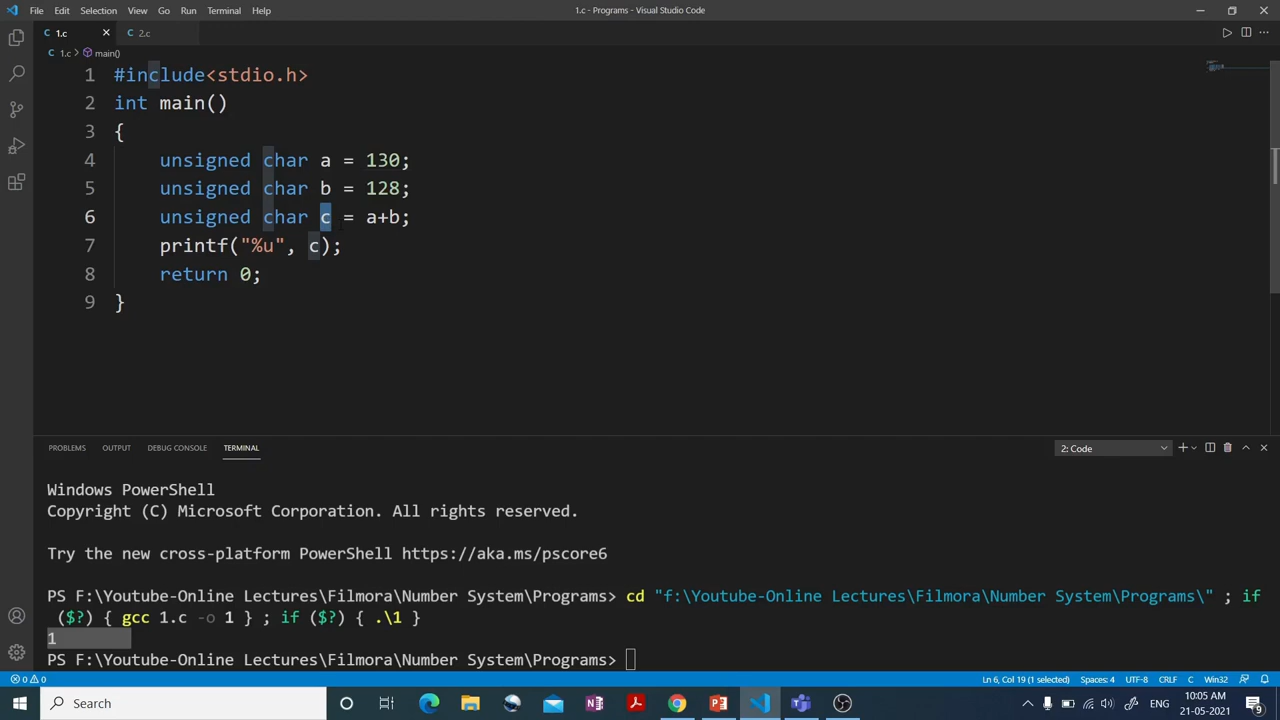 File Edit Selection View Go Run Terminal Help
1.c - Programs - Visual Studio Code
C 1.c × C 2.c
C 1.c > main()
1 #include<stdio.h>
2 int main()
3 {
4 unsigned char a = 130;
5 unsigned char b = 128;
6 unsigned char c = a+b;
7 printf("%u", c);
8 return 0;
9 }
PROBLEMS OUTPUT DEBUG CONSOLE TERMINAL
2: Code
Windows PowerShell
Copyright (C) Microsoft Corporation. All rights reserved.
Try the new cross-platform PowerShell https://aka.ms/pscore6
PS F:\Youtube-Online Lectures\Filmora\Number System\Programs> cd "f:\Youtube-Online Lectures\Filmora\Number System\Programs\" ; if
($?) { gcc 1.c -o 1 } ; if ($?) { .\1 }
1
PS F:\Youtube-Online Lectures\Filmora\Number System\Programs>
0 0 Ln 6, Col 19 (1 selected) Spaces: 4 UTF-8 CRLF C Win32
Search
ENG
10:05 AM
21-05-2021
9